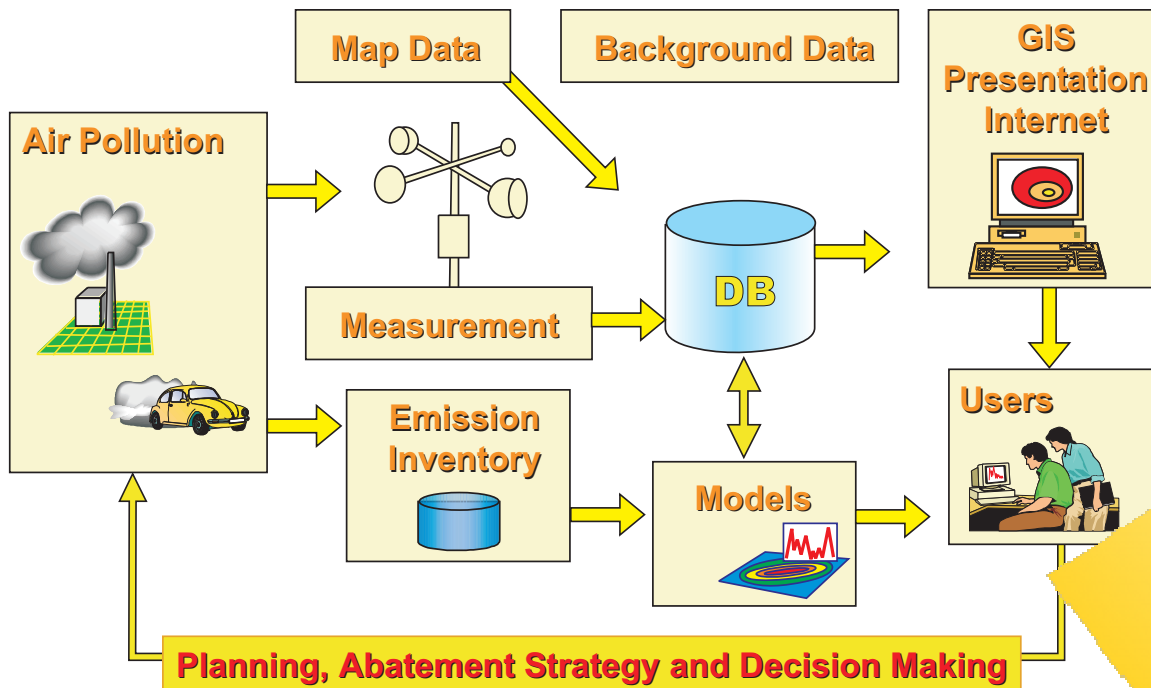 Map Data
Background Data
GIS
Presentation
Internet
Air Pollution
DB
Measurement
Emission
Inventory
Models
Users
Planning, Abatement Strategy and Decision Making